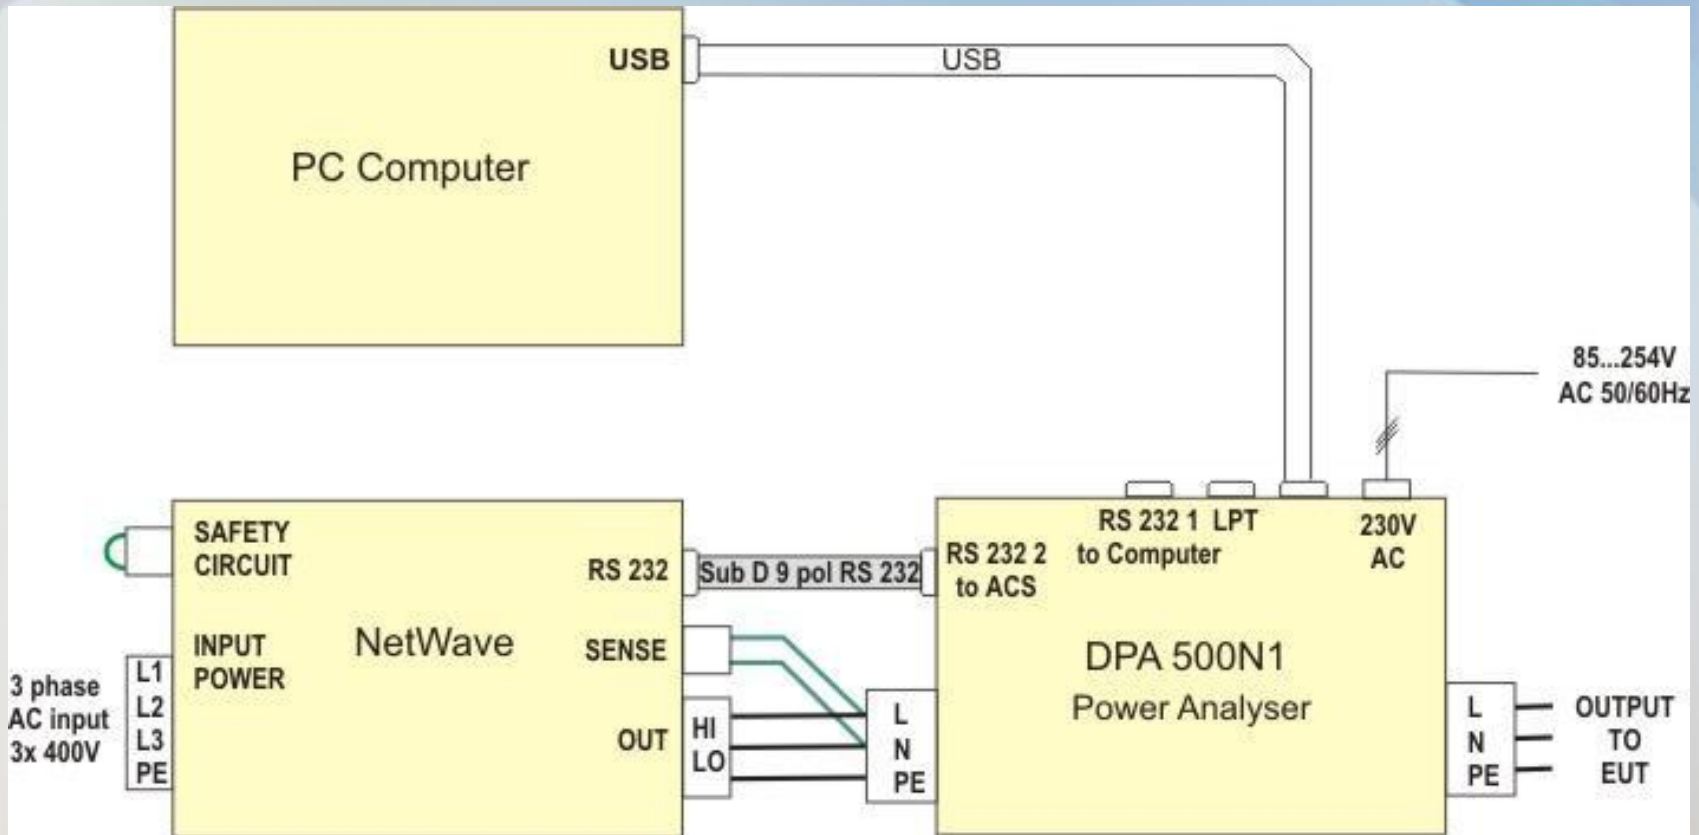 USB
USB
PC Computer
85...254V
AC 50/60Hz
SAFETY
CIRCUIT
RS 232
Sub D 9 pol RS 232
INPUT
POWER
NetWave
SENSE
3 phase
AC input
3x 400V
L1
L2
L3
PE
OUT
HI
LO
RS 232 1 LPT
to Computer
230V
AC
RS 232 2
to ACS
DPA 500N1
Power Analyser
L
N
PE
L
N
PE
OUTPUT
TO
EUT